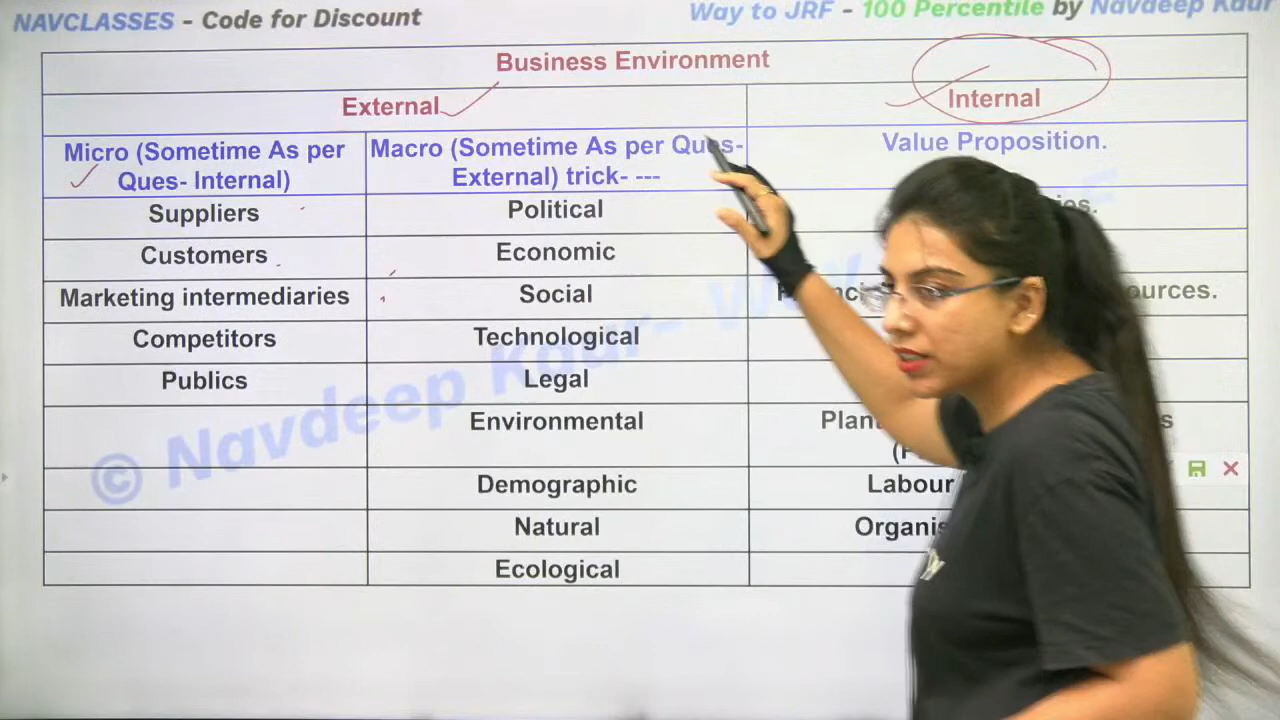 NAVCLASSES - Code for Discount
Way to JRF - 100 Percentile by Navdeep Kaur
Business Environment
External
Internal
Micro (Sometime As per
Ques- Internal)
Macro (Sometime As per Ques-
External) trick- ---
Value Proposition.
Suppliers
Political
Customers
Economic
Marketing intermediaries
Social
ources.
Competitors
Technological
Publics
Legal
Environmental
Plan
Demographic
Labour
Natural
Organis
Ecological
© Navdeep Kaur-